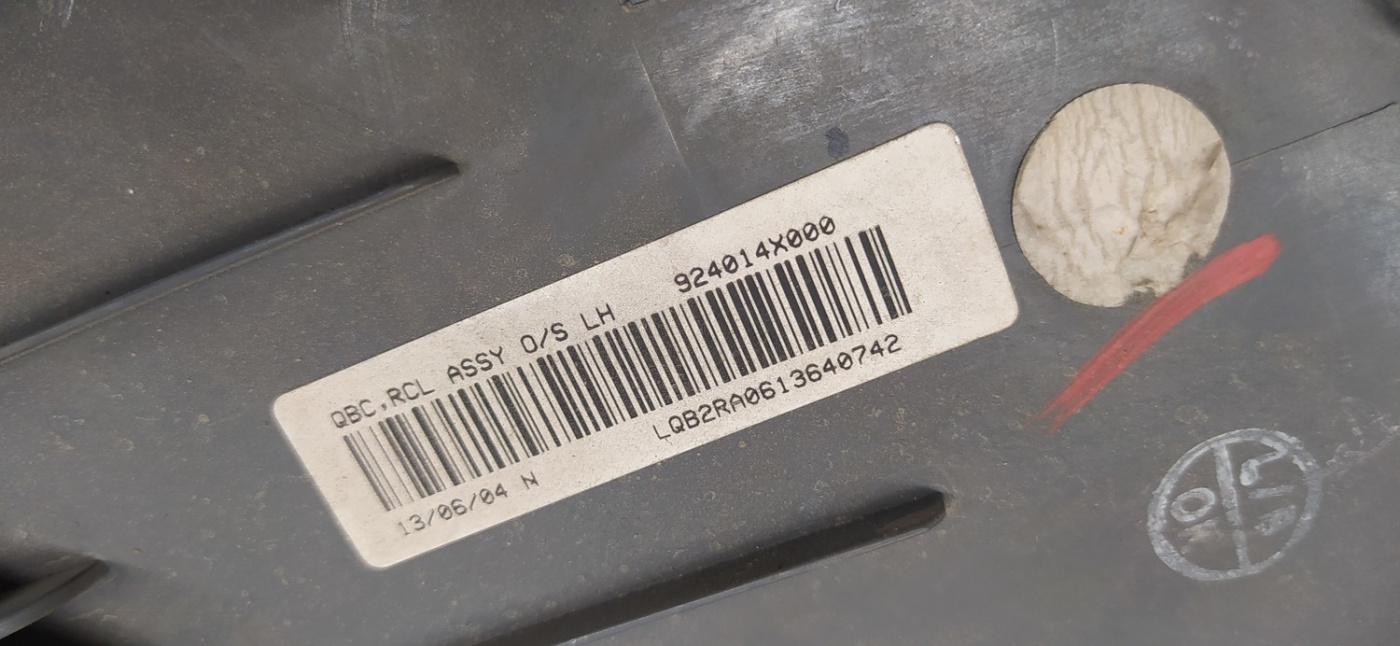 QBC,RCL ASSY O/S LH 924014X000
13/06/04 N LQB2RA0613640742